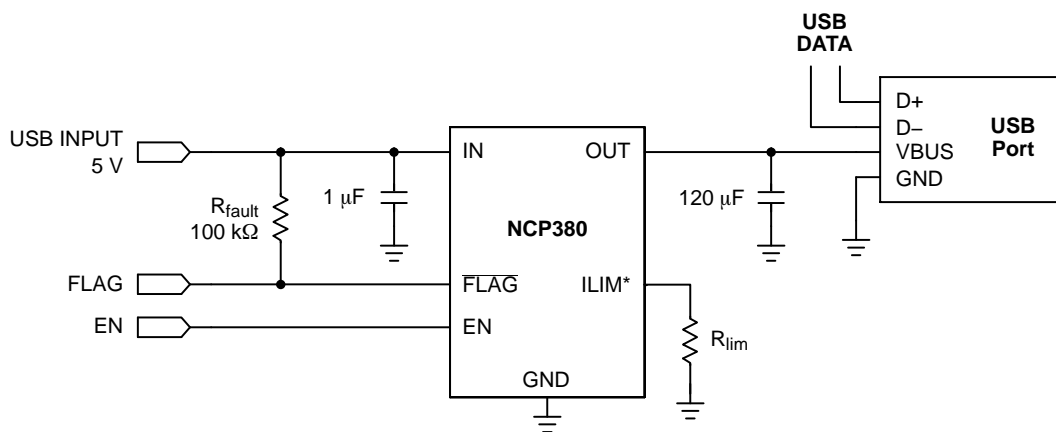 USB
DATA
D+
D−
VBUS
GND
USB
Port
USB INPUT
5 V
IN
OUT
1 µF
120 µF
Rfault
100 kΩ
NCP380
FLAG
FLAG
ILIM*
EN
EN
Rlim
GND